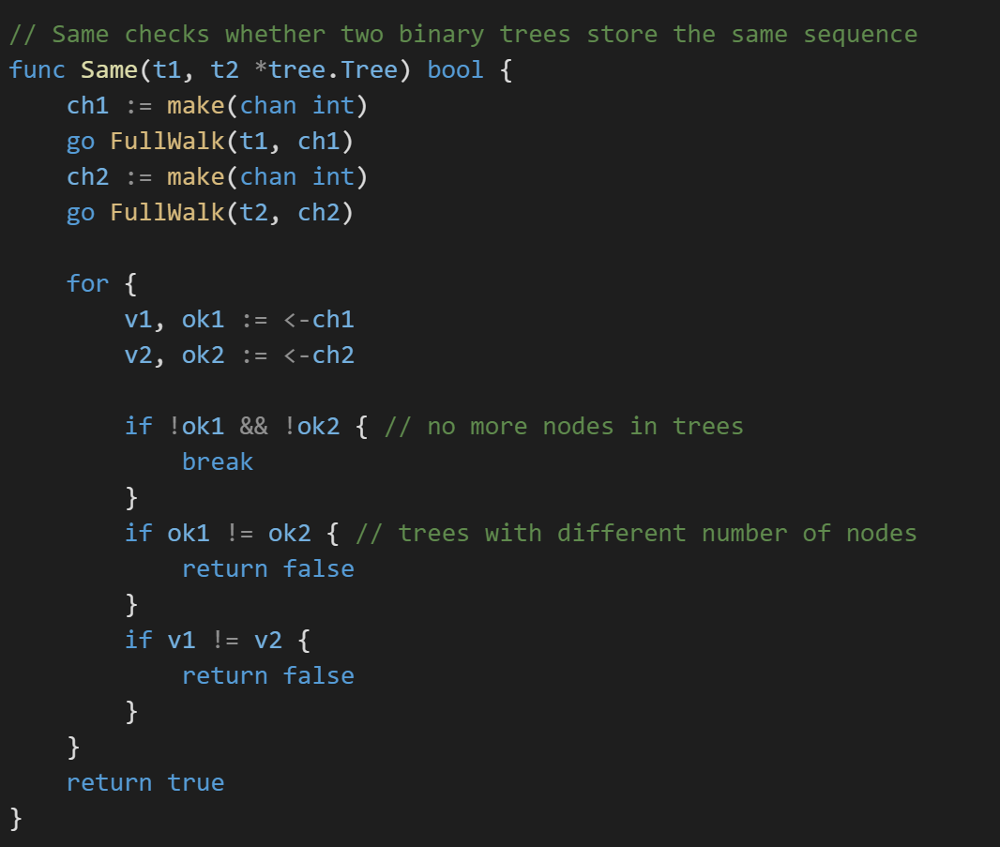 // Same checks whether two binary trees store the same sequence
func Same(t1, t2 *tree.Tree) bool {
    ch1 := make(chan int)
    go FullWalk(t1, ch1)
    ch2 := make(chan int)
    go FullWalk(t2, ch2)

    for {
        v1, ok1 := <-ch1
        v2, ok2 := <-ch2

        if !ok1 && !ok2 { // no more nodes in trees
            break
        }
        if ok1 != ok2 { // trees with different number of nodes
            return false
        }
        if v1 != v2 {
            return false
        }
    }
    return true
}